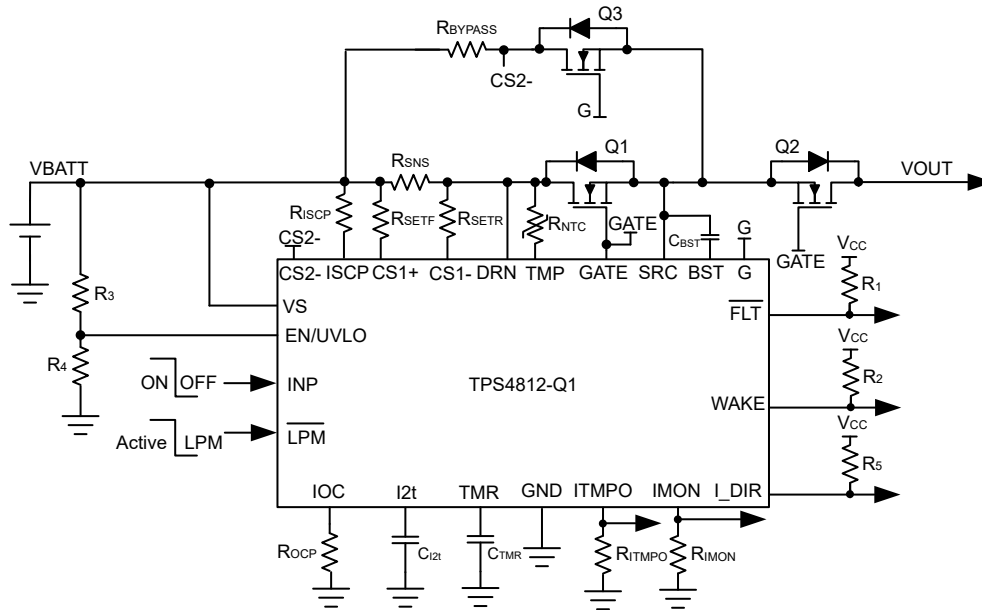 Q3
RBYPASS
CS2-
G
VBATT
RSNS
Q1
Q2
VOUT
RISCP
RSETF
RSETR
RNTC
GATE
CBST
G
GATE
CS2-
CS2- ISCP CS1+ CS1- DRN TMP GATE SRC BST G
VCC
R1
FLT
R3
VS
EN/UVLO
R4
VCC
R2
ON OFF
INP
TPS4812-Q1
WAKE
VCC
R5
Active LPM
LPM
IOC I2t TMR GND ITMPO IMON I_DIR
ROCP
CI2t
CTMR
RITMPO
RIMON